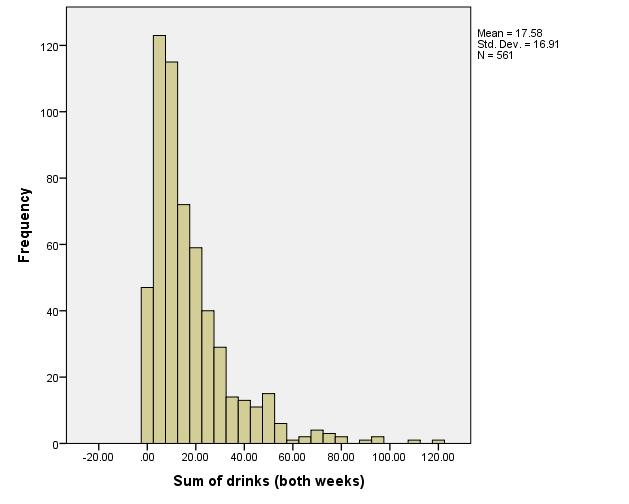 Mean = 17.58
Std. Dev. = 16.91
N = 561
120
100
80
60
40
20
0
Frequency
-20.00 .00 20.00 40.00 60.00 80.00 100.00 120.00
Sum of drinks (both weeks)